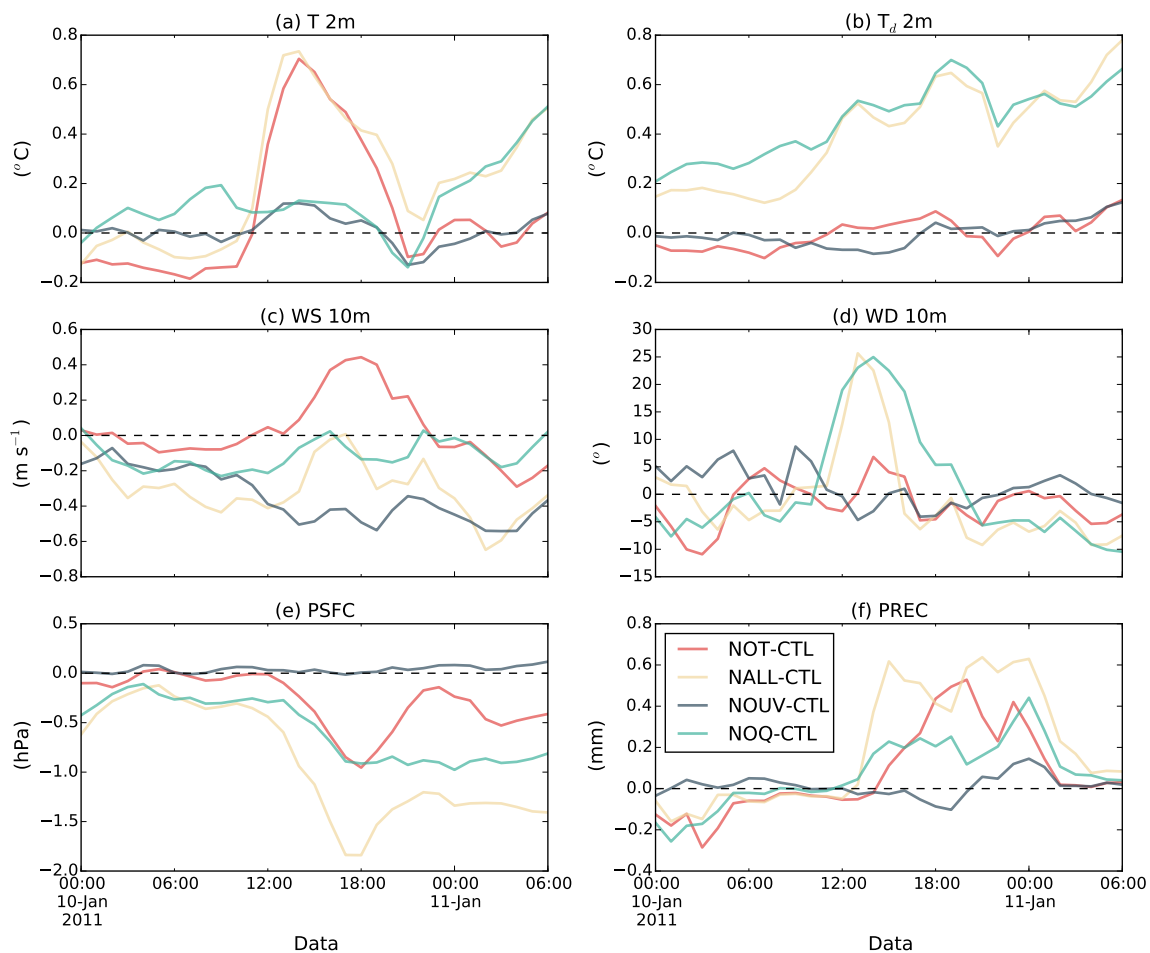 (a) T 2m
0.8
0.6
0.4
0.2
0.0
−0.2
(°C)
(b) T_d 2m
0.8
0.6
0.4
0.2
0.0
−0.2
(°C)
(c) WS 10m
0.6
0.4
0.2
0.0
−0.2
−0.4
−0.6
−0.8
(m s⁻¹)
(d) WD 10m
30
25
20
15
10
5
0
−5
−10
−15
(°)
(e) PSFC
0.5
0.0
−0.5
−1.0
−1.5
−2.0
(hPa)
00:00 06:00 12:00 18:00 00:00 06:00
10-Jan 11-Jan
2011
Data
(f) PREC
0.8
0.6
0.4
0.2
0.0
−0.2
−0.4
(mm)
NOT-CTL
NALL-CTL
NOUV-CTL
NOQ-CTL
00:00 06:00 12:00 18:00 00:00 06:00
10-Jan 11-Jan
2011
Data